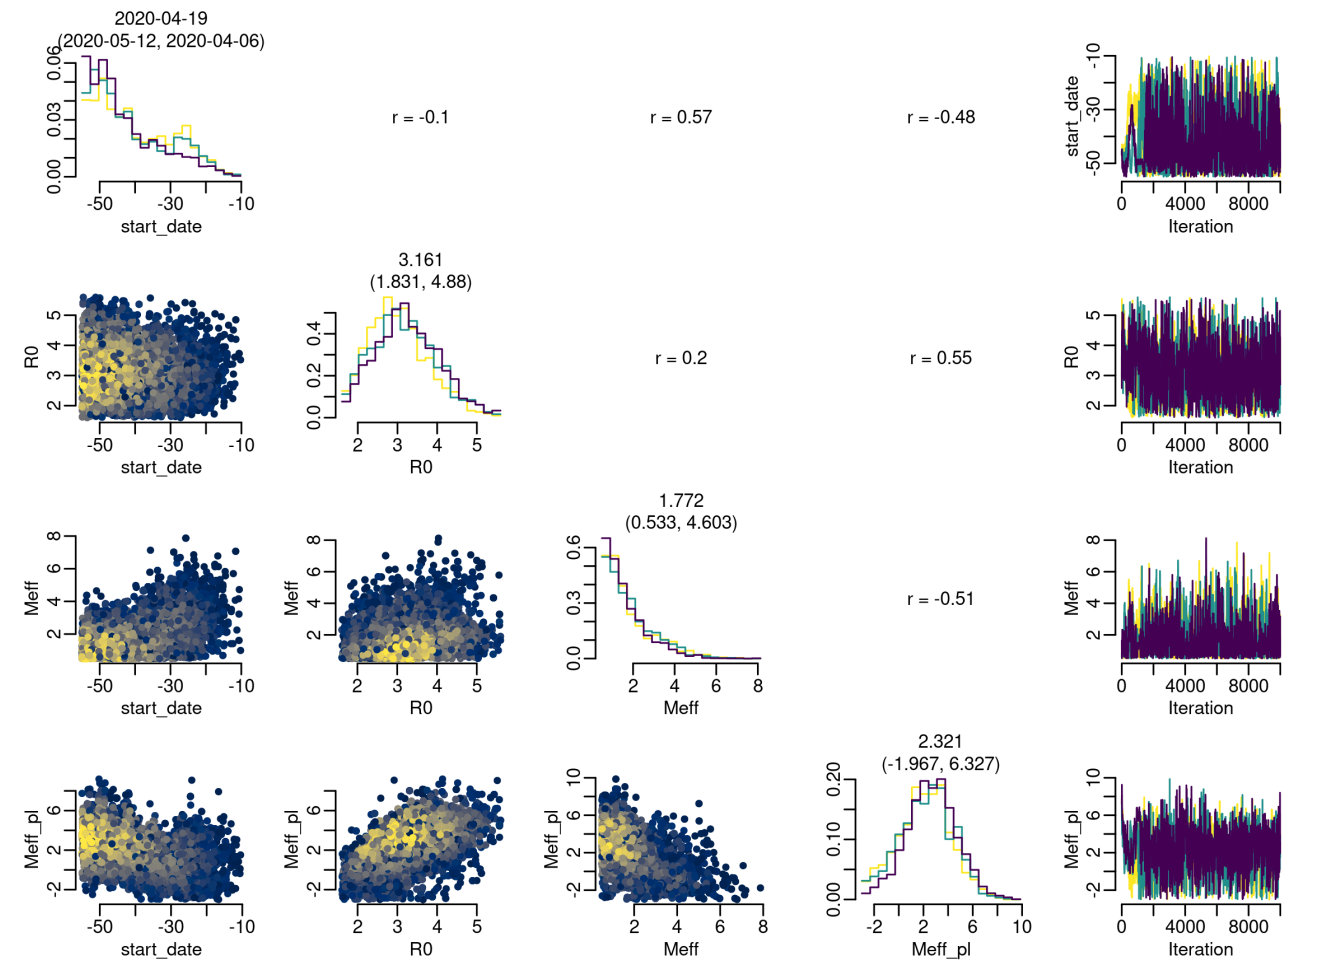 2020-04-19
(2020-05-12, 2020-04-06)
0.00 0.03 0.06
-50 -30 -10
start_date
r = -0.1
r = 0.57
r = -0.48
start_date
-50 -30 -10
0 4000 8000
Iteration
R0
2 3 4 5
-50 -30 -10
start_date
3.161
(1.831, 4.88)
0.0 0.2 0.4
2 3 4 5
R0
r = 0.2
r = 0.55
R0
2 3 4 5
0 4000 8000
Iteration
Meff
2 4 6 8
-50 -30 -10
start_date
Meff
2 4 6 8
2 3 4 5
R0
1.772
(0.533, 4.603)
0.0 0.3 0.6
2 4 6 8
Meff
r = -0.51
Meff
2 4 6 8
0 4000 8000
Iteration
Meff_pl
-2 2 6
-50 -30 -10
start_date
Meff_pl
-2 2 6
2 3 4 5
R0
Meff_pl
-2 2 6 10
2 4 6 8
Meff
2.321
(-1.967, 6.327)
0.00 0.10 0.20
-2 2 6 10
Meff_pl
Meff_pl
-2 2 6 10
0 4000 8000
Iteration